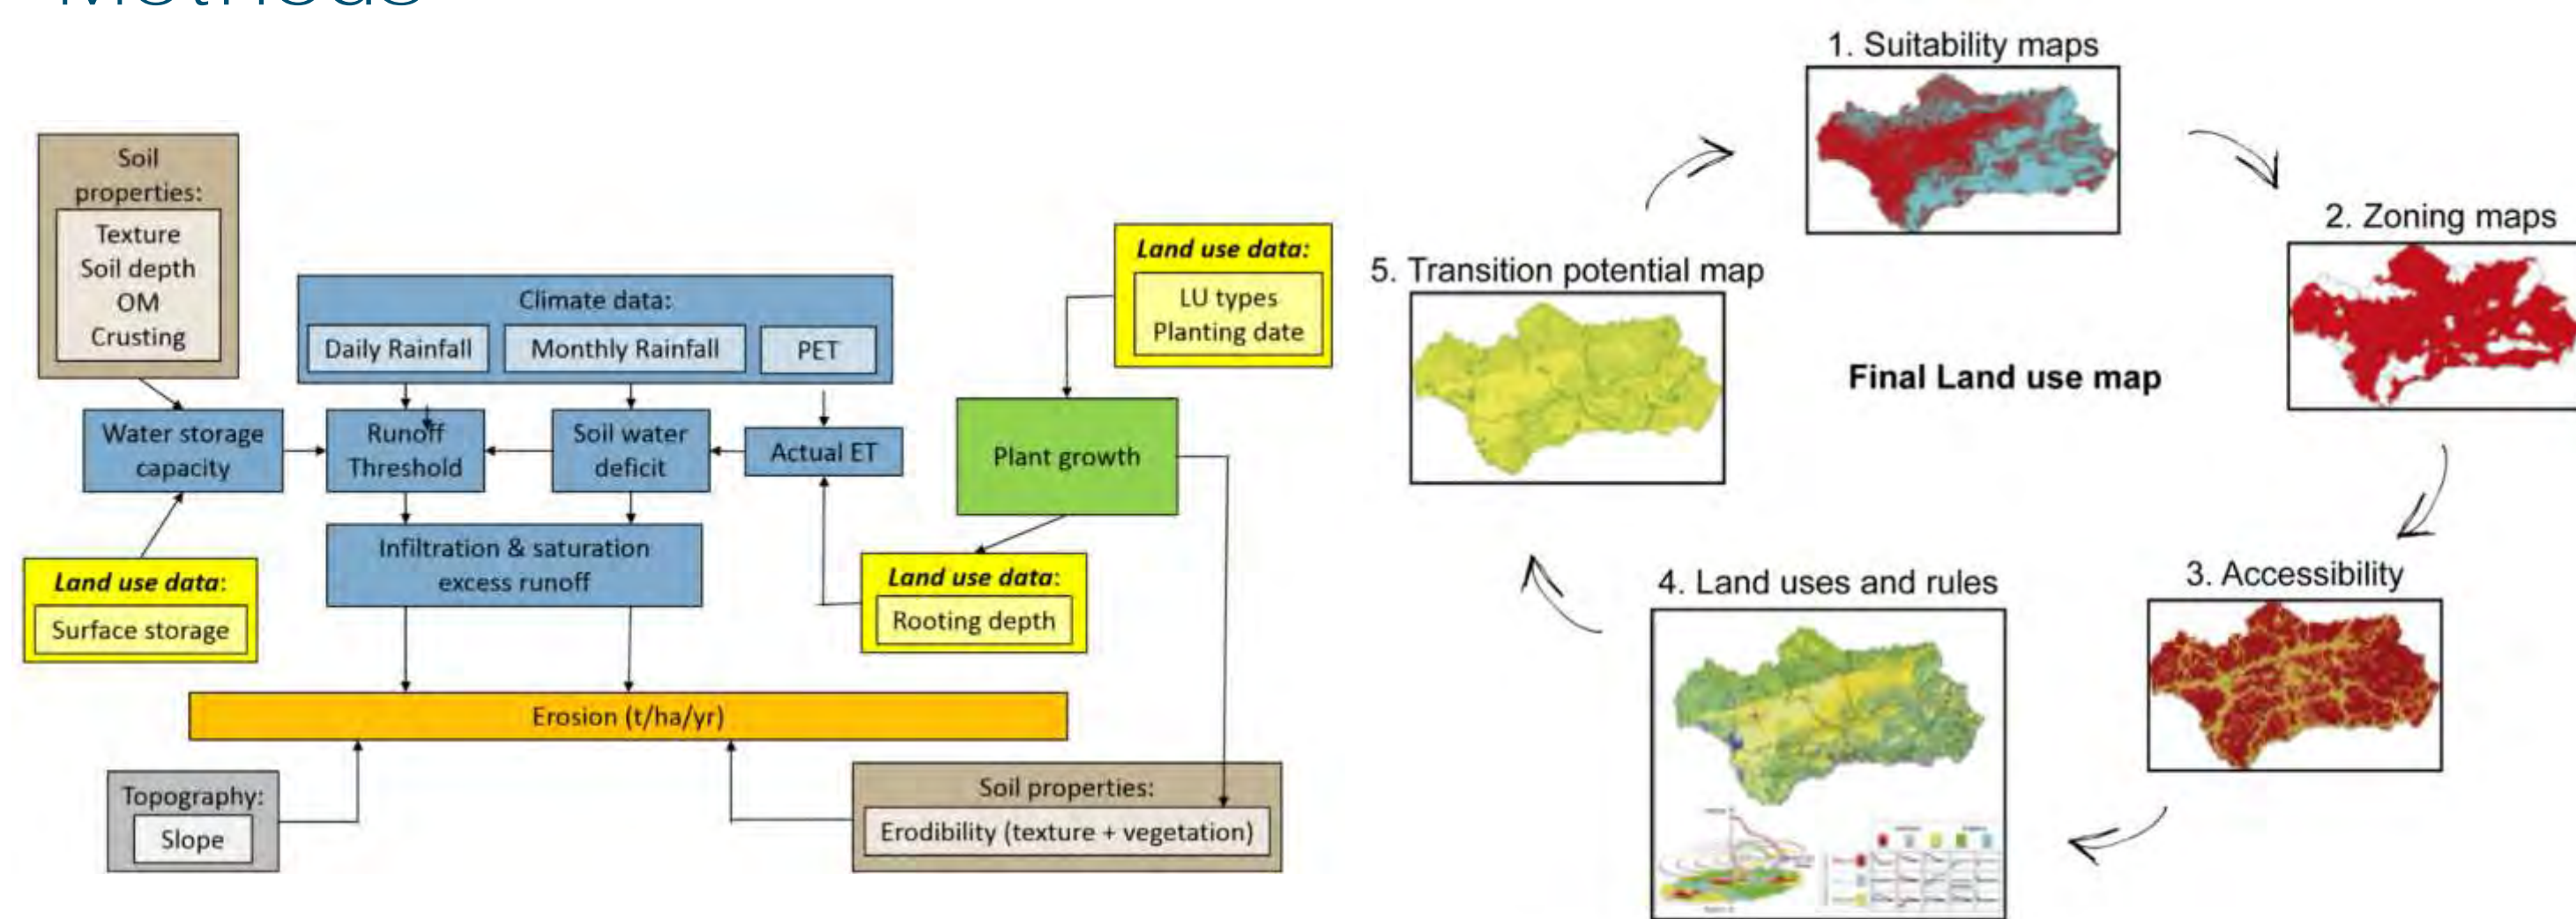 Methods
Soil
properties:
Texture
Soil depth
OM
Crusting
Climate data:
Daily Rainfall
Monthly Rainfall
PET
Land use data:
LU types
Planting date
Water storage
capacity
Runoff
Threshold
Soil water
deficit
Actual ET
Plant growth
Infiltration & saturation
excess runoff
Land use data:
Surface storage
Land use data:
Rooting depth
Erosion (t/ha/yr)
Topography:
Slope
Soil properties:
Erodibility (texture + vegetation)
1. Suitability maps
2. Zoning maps
3. Accessibility
4. Land uses and rules
5. Transition potential map
Final Land use map